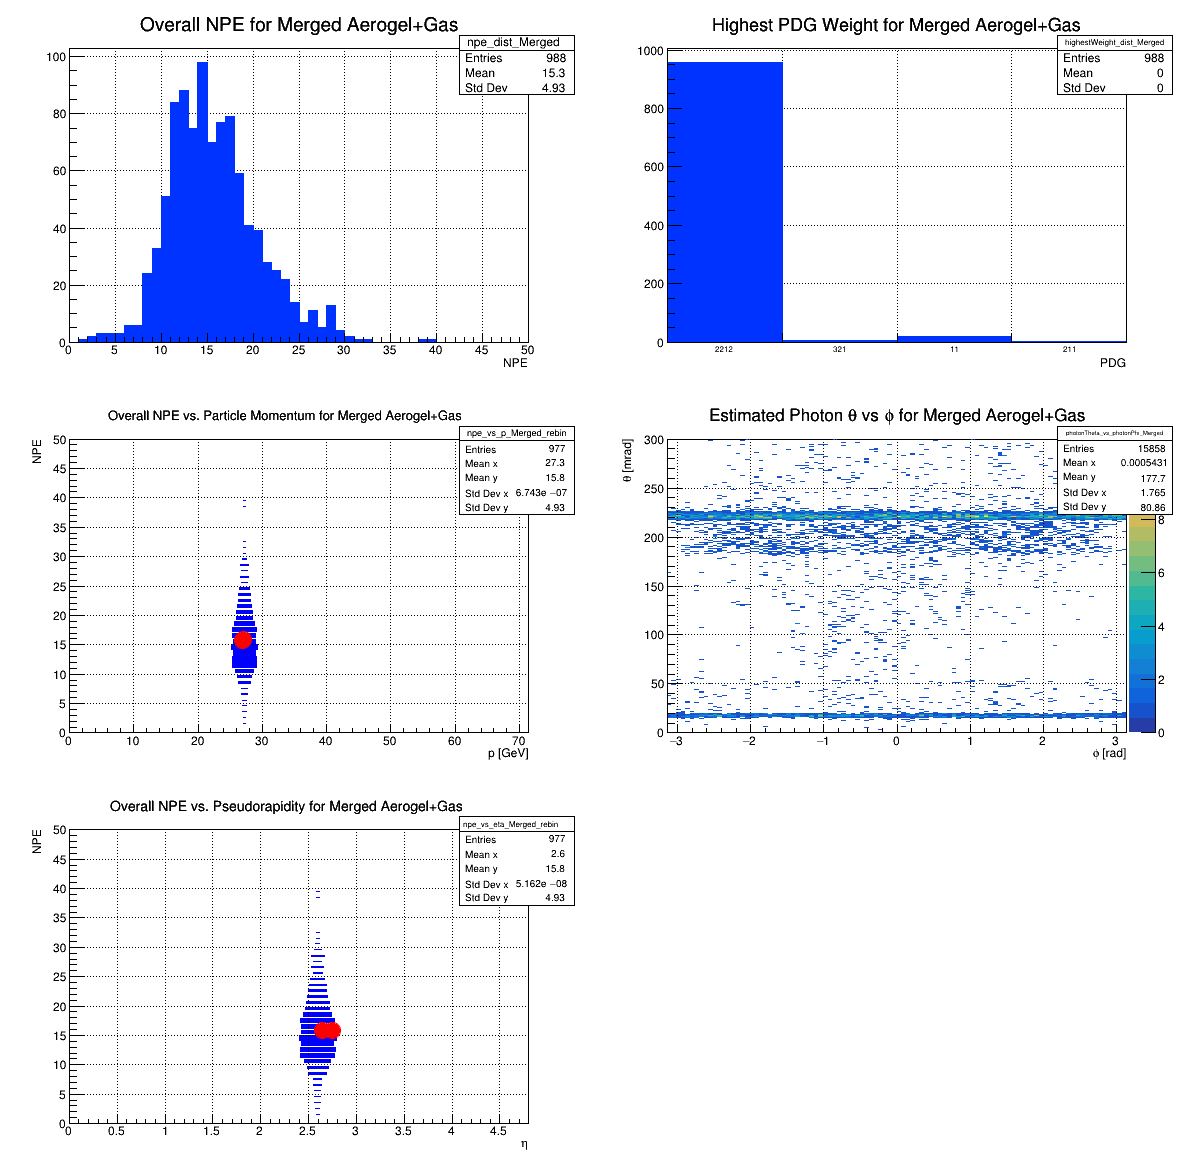 Overall NPE for Merged Aerogel+Gas
npe_dist_Merged
Entries 988
Mean 15.3
Std Dev 4.93
100
80
60
40
20
0
0 5 10 15 20 25 30 35 40 45 50
NPE
Highest PDG Weight for Merged Aerogel+Gas
highestWeight_dist_Merged
Entries 988
Mean 0
Std Dev 0
1000
800
600
400
200
0
2212 321 11 211
PDG
Overall NPE vs. Particle Momentum for Merged Aerogel+Gas
npe_vs_p_Merged_rebin
Entries 977
Mean x 27.3
Mean y 15.8
Std Dev x 6.743e −07
Std Dev y 4.93
NPE
50
45
40
35
30
25
20
15
10
5
0
0 10 20 30 40 50 60 70
p [GeV]
Estimated Photon θ vs ϕ for Merged Aerogel+Gas
photonTheta_vs_photonPhi_Merged
Entries 15858
Mean x 0.0005431
Mean y 177.7
Std Dev x 1.765
Std Dev y 80.86
θ [mrad]
300
250
200
150
100
50
0
−3 −2 −1 0 1 2 3
ϕ [rad]
8
6
4
2
0
Overall NPE vs. Pseudorapidity for Merged Aerogel+Gas
npe_vs_eta_Merged_rebin
Entries 977
Mean x 2.6
Mean y 15.8
Std Dev x 5.162e −08
Std Dev y 4.93
NPE
50
45
40
35
30
25
20
15
10
5
0
0 0.5 1 1.5 2 2.5 3 3.5 4 4.5
η